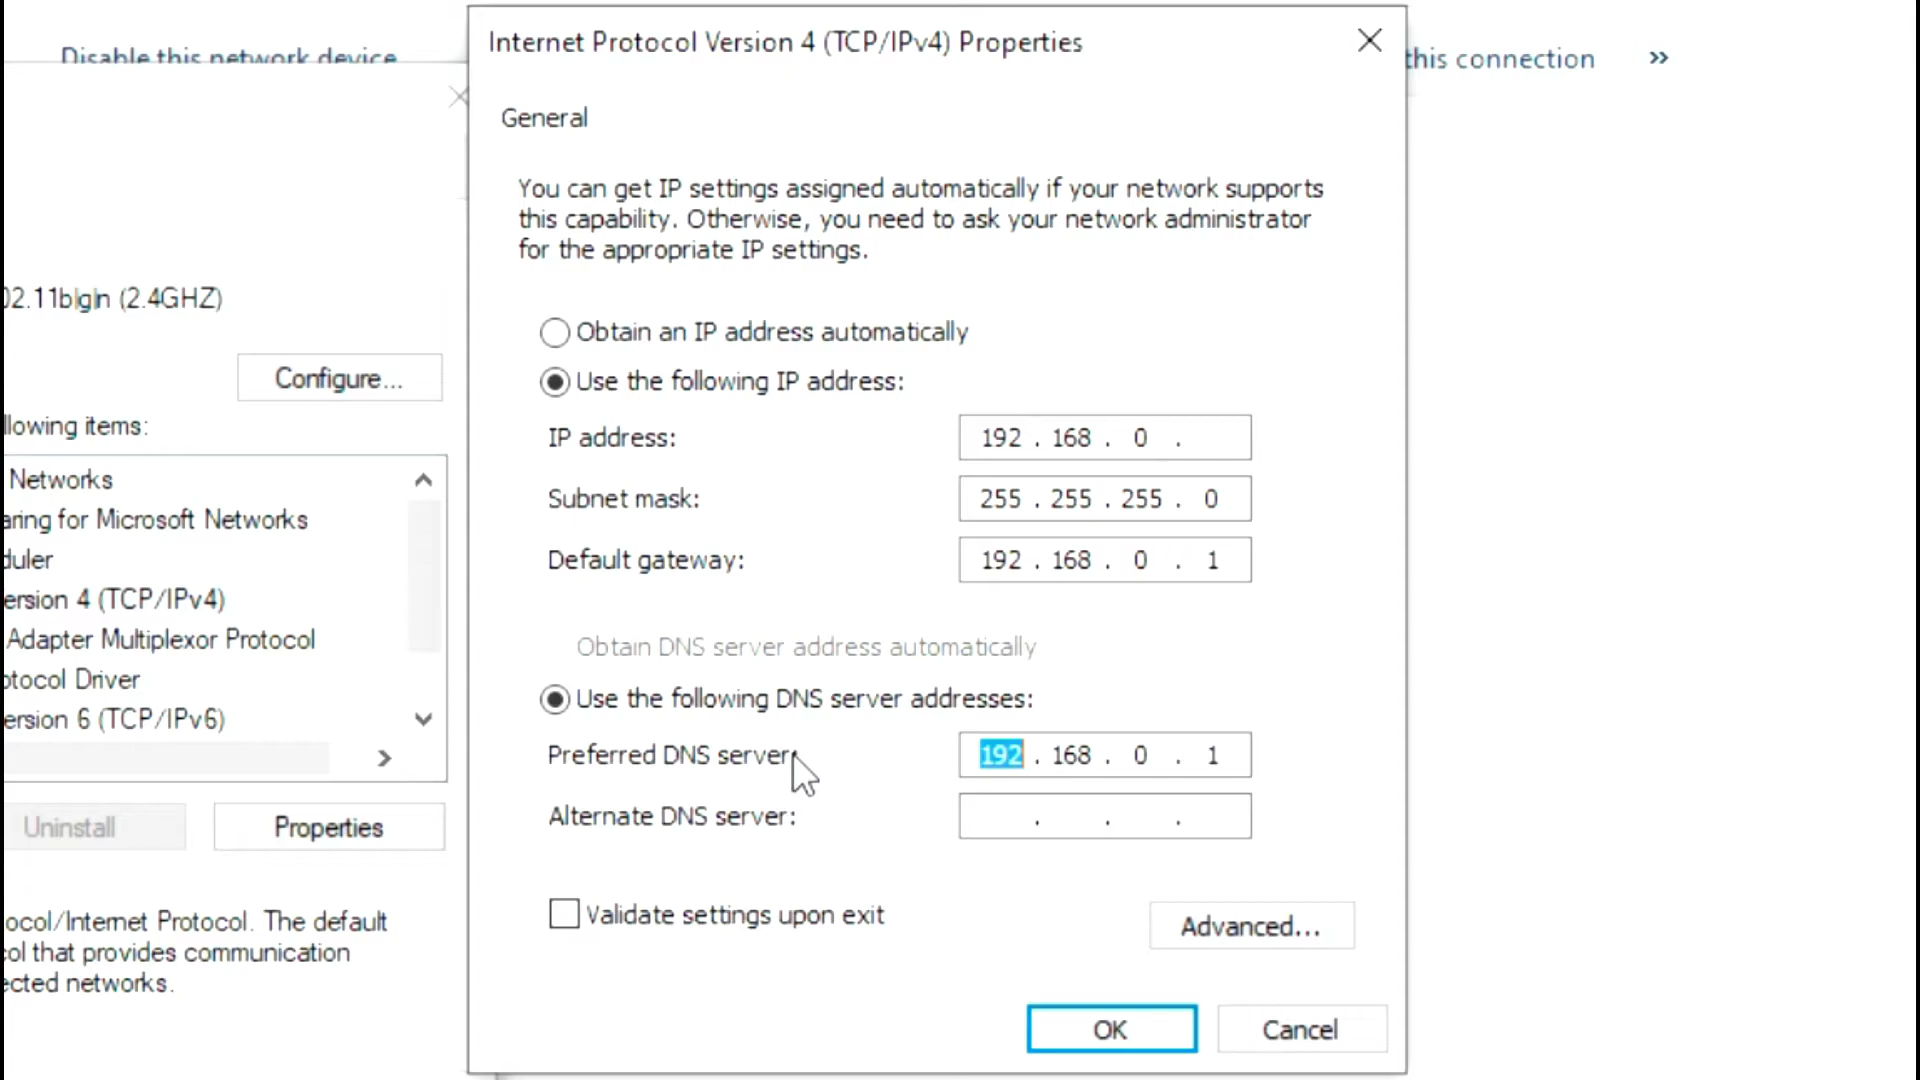 Disable this network device
this connection »
Internet Protocol Version 4 (TCP/IPv4) Properties
General
You can get IP settings assigned automatically if your network supports
this capability. Otherwise, you need to ask your network administrator
for the appropriate IP settings.
Obtain an IP address automatically
Use the following IP address:
IP address: 192 . 168 . 0 .
Subnet mask: 255 . 255 . 255 . 0
Default gateway: 192 . 168 . 0 . 1
Obtain DNS server address automatically
Use the following DNS server addresses:
Preferred DNS server: 192 . 168 . 0 . 1
Alternate DNS server: . . .
Validate settings upon exit
Advanced...
OK
Cancel
02.11b|g|n (2.4GHZ)
Configure...
llowing items:
Networks
aring for Microsoft Networks
duler
ersion 4 (TCP/IPv4)
Adapter Multiplexor Protocol
otocol Driver
ersion 6 (TCP/IPv6)
Uninstall
Properties
ocol/Internet Protocol. The default
col that provides communication
ected networks.